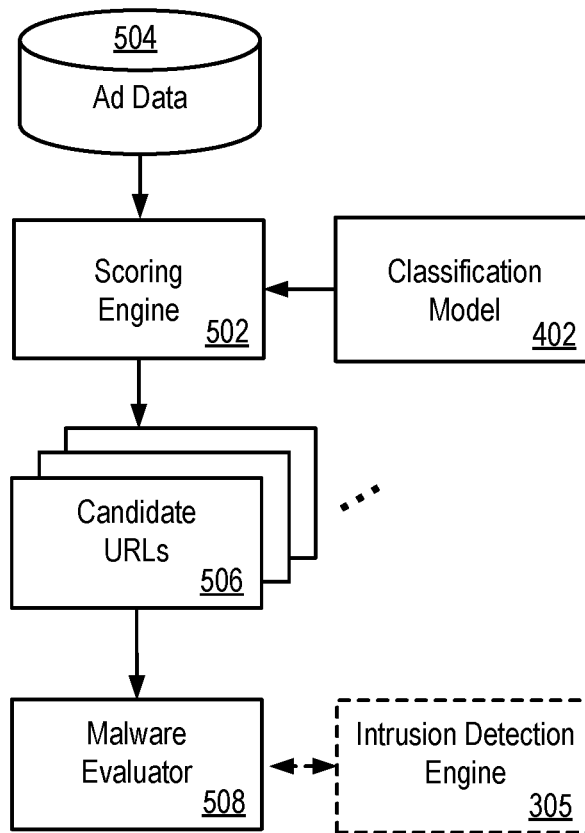 504
Ad Data
Scoring
Engine
502
Classification
Model
402
Candidate
URLs
506
Malware
Evaluator
508
Intrusion Detection
Engine
305